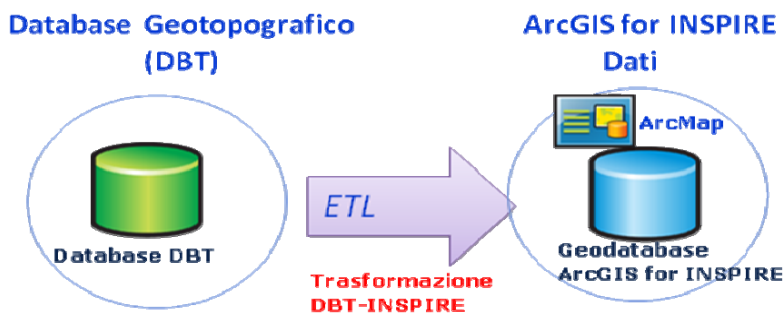 Database Geotopografico
(DBT)
ArcGIS for INSPIRE
Dati
ArcMap
ETL
Database DBT
Geodatabase
ArcGIS for INSPIRE
Trasformazione
DBT-INSPIRE